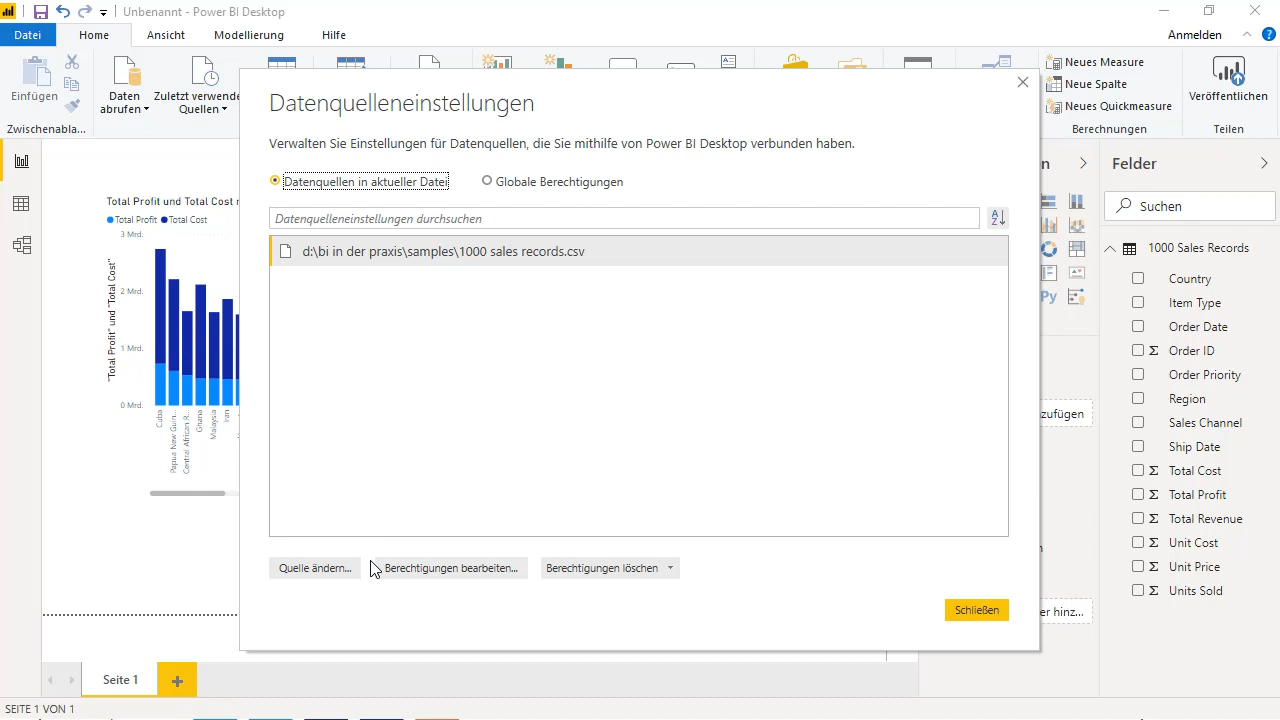 Unbenannt - Power BI Desktop
Datei Home Ansicht Modellierung Hilfe Anmelden
Einfügen
Daten abrufen
Zuletzt verwende
Quellen
Zwischenabla...
Neues Measure
Neue Spalte
Neues Quickmeasure
Berechnungen
Veröffentlichen
Teilen
Datenquelleneinstellungen
Verwalten Sie Einstellungen für Datenquellen, die Sie mithilfe von Power BI Desktop verbunden haben.
Datenquellen in aktueller Datei Globale Berechtigungen
Datenquelleneinstellungen durchsuchen
d:\bi in der praxis\samples\1000 sales records.csv
Quelle ändern... Berechtigungen bearbeiten... Berechtigungen löschen
Schließen
Total Profit und Total Cost
Total Profit Total Cost
3 Mrd.
2 Mrd.
1 Mrd.
0 Mrd.
"Total Profit" und "Total Cost"
Cuba
Papua New Guin...
Central African R...
Ghana
Malaysia
Iran
zufügen
er hinz...
Felder
Suchen
1000 Sales Records
Country
Item Type
Order Date
Order ID
Order Priority
Region
Sales Channel
Ship Date
Total Cost
Total Profit
Total Revenue
Unit Cost
Unit Price
Units Sold
Seite 1
SEITE 1 VON 1